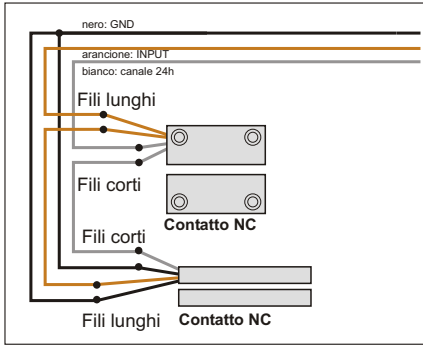 nero: GND
arancione: INPUT
bianco: canale 24h
Fili lunghi
Fili corti
Contatto NC
Fili corti
Fili lunghi
Contatto NC